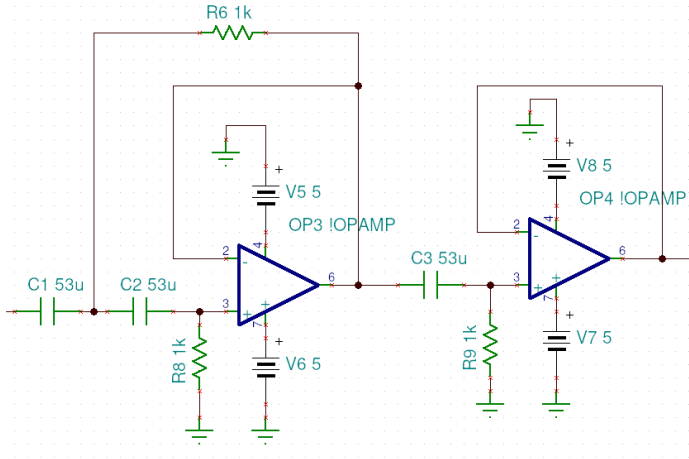 R6 1k
+
V5 5
OP3 !OPAMP
2
-
4
6
3
+
+
7
C1 53u
C2 53u
R8 1k
+
V6 5
C3 53u
R9 1k
+
V8 5
OP4 !OPAMP
2
-
4
6
3
+
+
7
+
V7 5